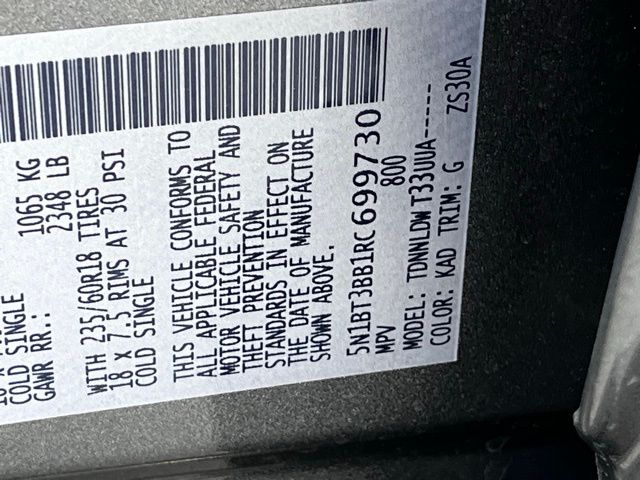 COLD SINGLE
GAWR RR.: 1065 KG
2348 LB
WITH 235/60R18 TIRES
18 X 7.5 RIMS AT 30 PSI
COLD SINGLE
THIS VEHICLE CONFORMS TO
ALL APPLICABLE FEDERAL
MOTOR VEHICLE SAFETY AND
THEFT PREVENTION
STANDARDS IN EFFECT ON
THE DATE OF MANUFACTURE
SHOWN ABOVE.
5N1BT3BB1RC699730
MPV 800
MODEL: TDNNLDW T33UUA-----
COLOR: KAD TRIM: G ZS30A